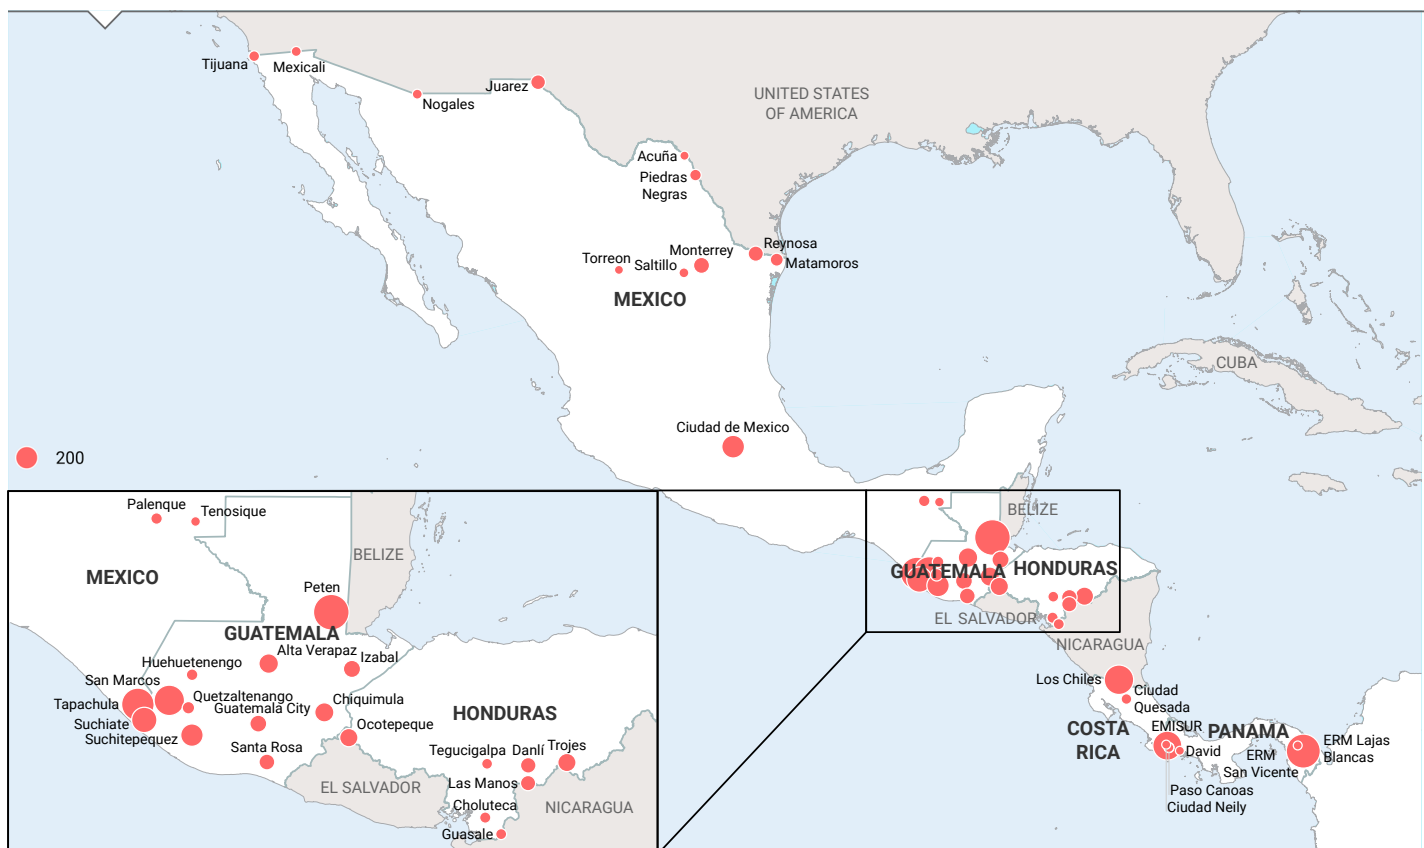 Tijuana
Mexicali
Nogales
Juarez
UNITED STATES
OF AMERICA
Acuña
Piedras
Negras
Reynosa
Monterrey
Matamoros
Torreon
Saltillo
MEXICO
CUBA
Ciudad de Mexico
200
BELIZE
GUATEMALA
HONDURAS
EL SALVADOR
NICARAGUA
Los Chiles
Ciudad
Quesada
EMISUR
COSTA
RICA
PANAMA
David
ERM Lajas
Blancas
ERM
San Vicente
Paso Canoas
Ciudad Neily
Palenque
Tenosique
BELIZE
MEXICO
Peten
GUATEMALA
Alta Verapaz
Izabal
Huehuetenengo
San Marcos
Quetzaltenango
Chiquimula
Tapachula
Guatemala City
Suchiate
Ocotepeque
Suchitepequez
HONDURAS
Santa Rosa
Tegucigalpa
Danlí
Trojes
Las Manos
EL SALVADOR
Choluteca
NICARAGUA
Guasale